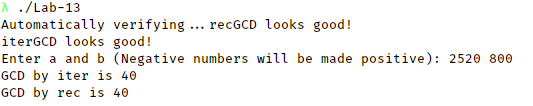 λ ./Lab-13
Automatically verifying...recGCD looks good!
iterGCD looks good!
Enter a and b (Negative numbers will be made positive): 2520 800
GCD by iter is 40
GCD by rec is 40